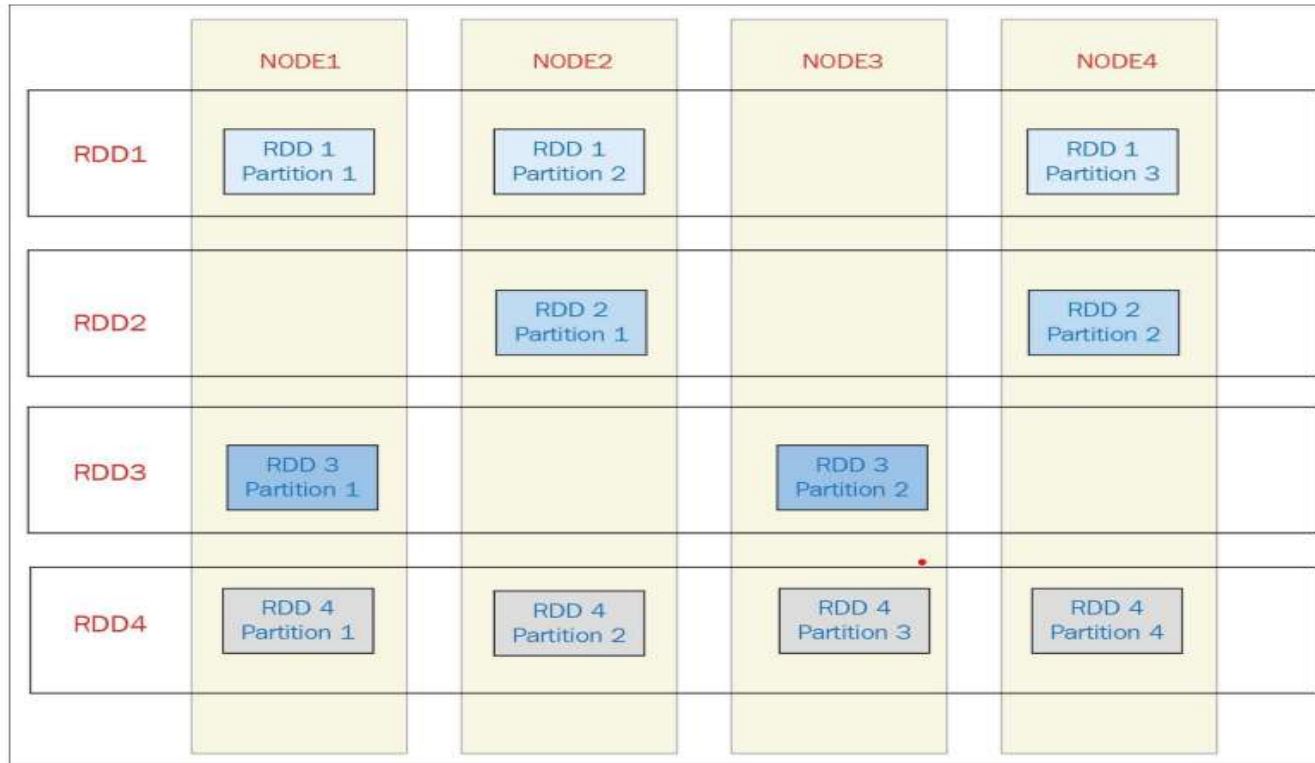 NODE1
NODE2
NODE3
NODE4
RDD1
RDD 1
Partition 1
RDD 1
Partition 2
RDD 1
Partition 3
RDD2
RDD 2
Partition 1
RDD 2
Partition 2
RDD3
RDD 3
Partition 1
RDD 3
Partition 2
RDD4
RDD 4
Partition 1
RDD 4
Partition 2
RDD 4
Partition 3
RDD 4
Partition 4